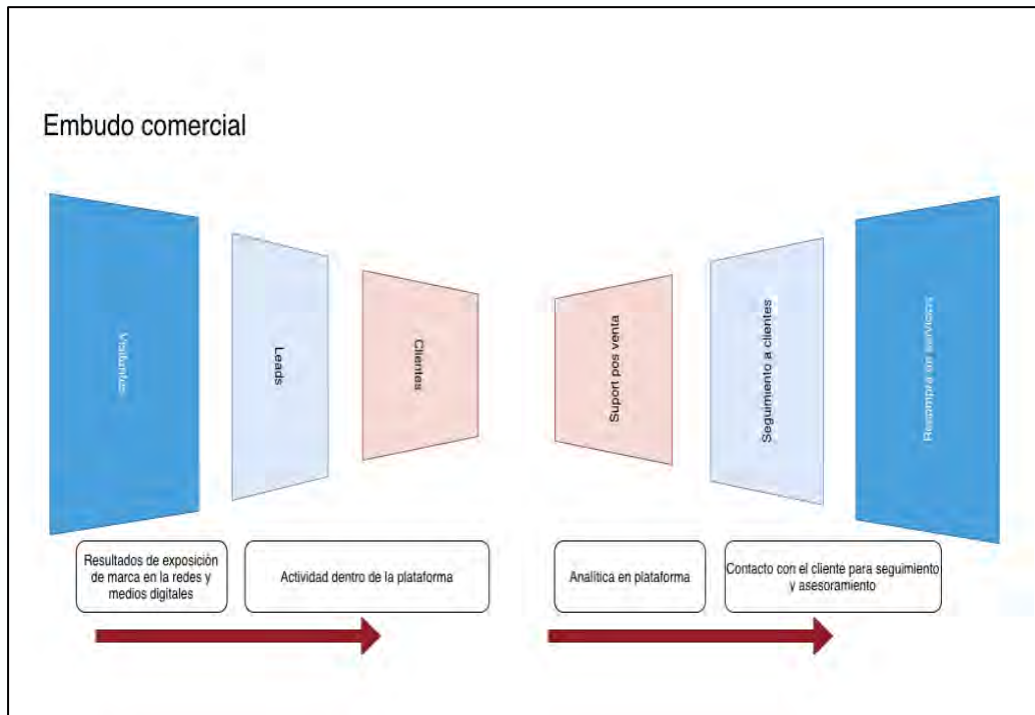 Embudo comercial
Visitantes
Leads
Clientes
Suport pos venta
Seguimiento a clientes
Recompra en servicios
Resultados de exposición
de marca en la redes y
medios digitales
Actividad dentro de la plataforma
Analítica en plataforma
Contacto con el cliente para seguimiento
y asesoramiento